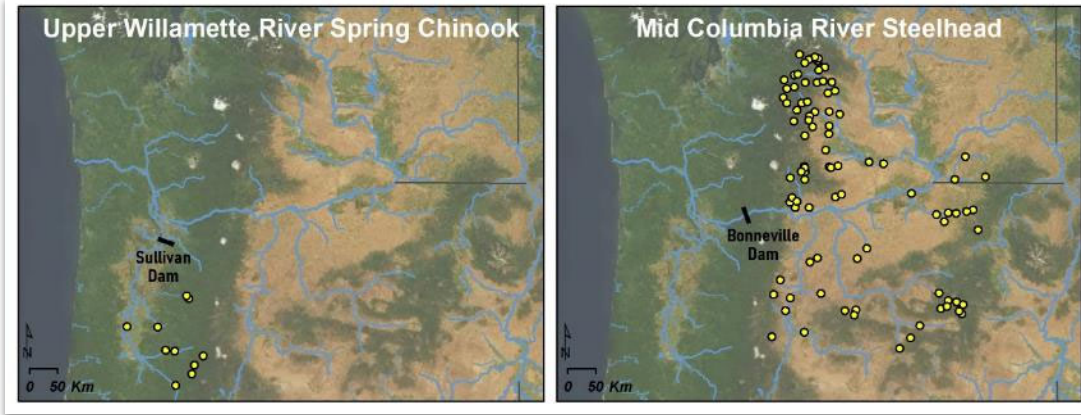 Upper Willamette River Spring Chinook
Sullivan
Dam
N
0 50 Km
Mid Columbia River Steelhead
Bonneville
Dam
N
0 50 Km